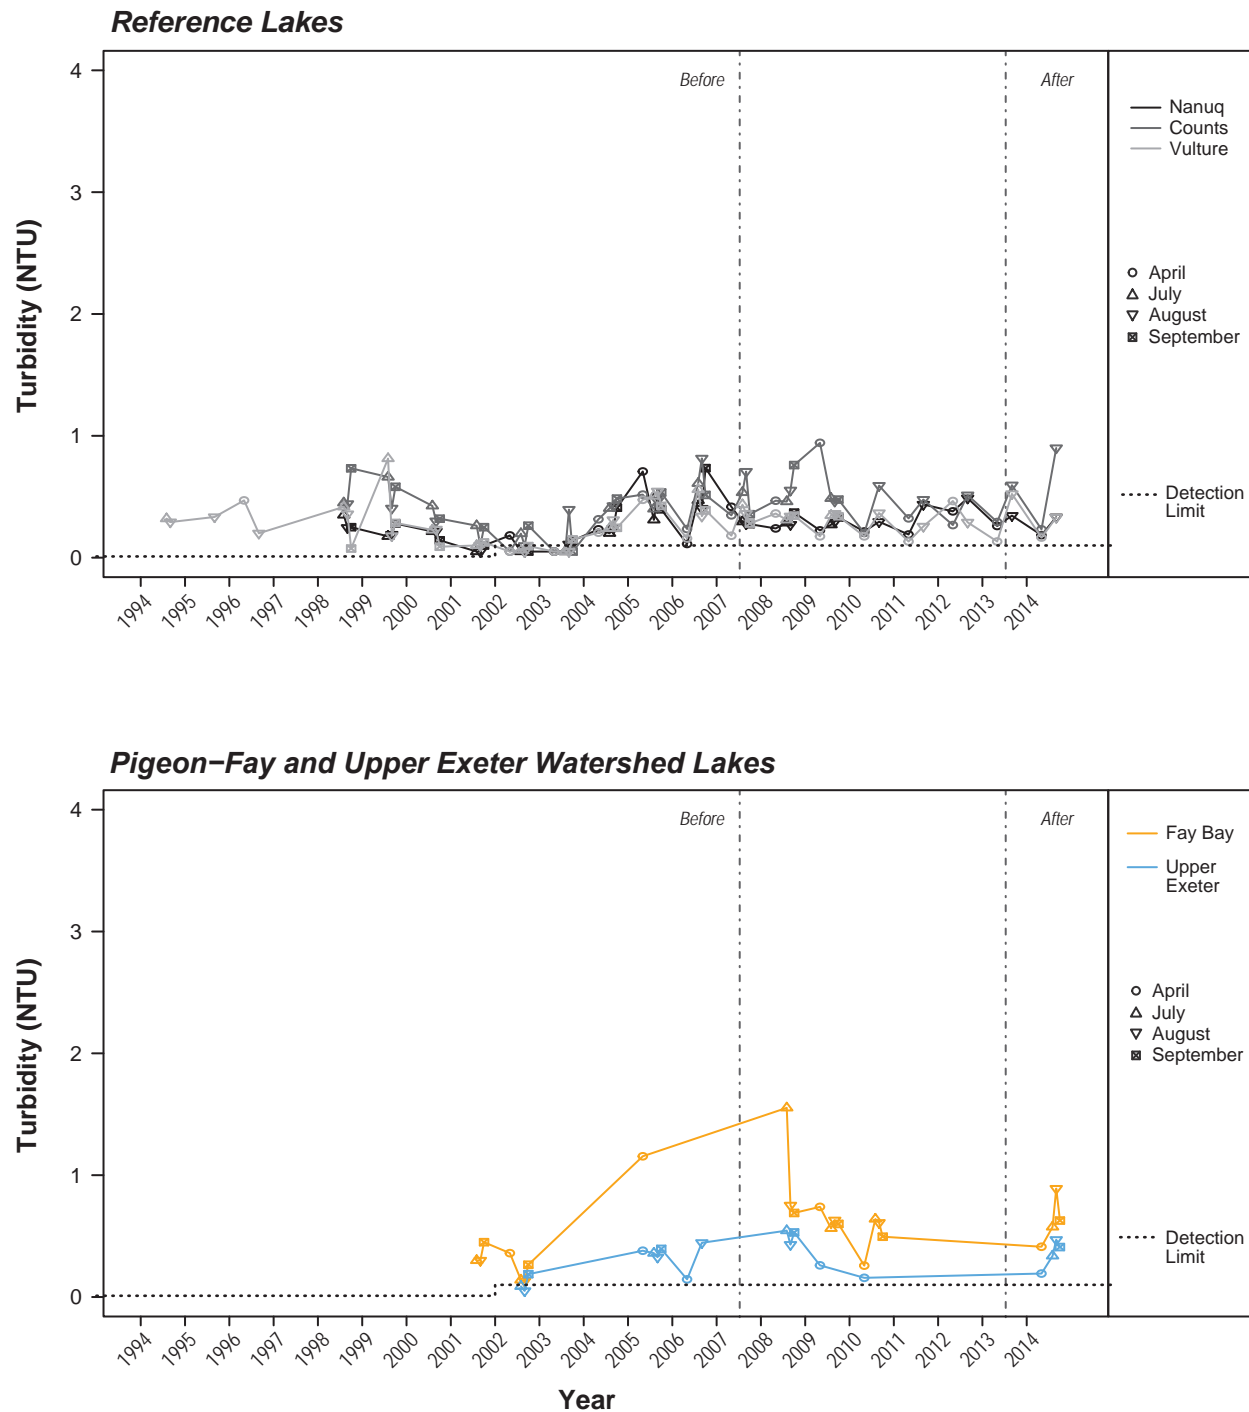 Reference Lakes
Before
After
4
3
2
1
0
Turbidity (NTU)
Nanuq
Counts
Vulture
April
July
August
September
Detection
Limit
1994
1995
1996
1997
1998
1999
2000
2001
2002
2003
2004
2005
2006
2007
2008
2009
2010
2011
2012
2013
2014
Pigeon−Fay and Upper Exeter Watershed Lakes
Before
After
4
3
2
1
0
Turbidity (NTU)
Fay Bay
Upper
Exeter
April
July
August
September
Detection
Limit
1994
1995
1996
1997
1998
1999
2000
2001
2002
2003
2004
2005
2006
2007
2008
2009
2010
2011
2012
2013
2014
Year